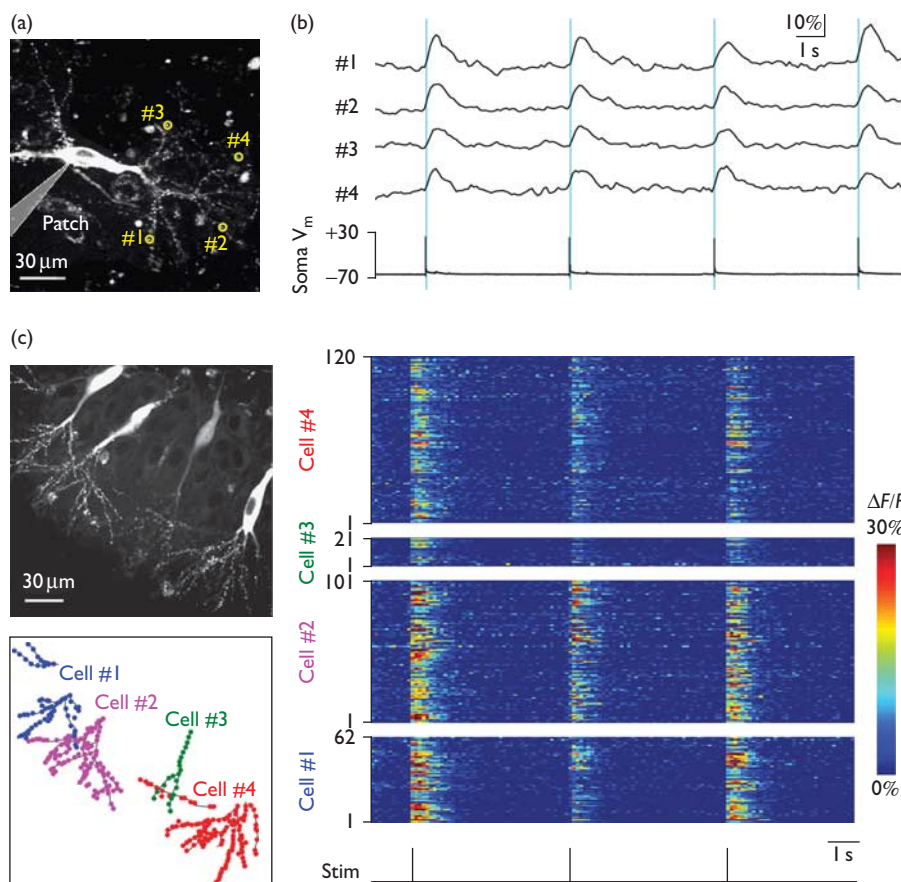 (a)
#3
#4
Patch
#1
#2
30 μm
(b)
10%
1 s
#1
#2
#3
#4
Soma Vm
+30
−70
(c)
30 μm
Cell #1
Cell #2
Cell #3
Cell #4
120
Cell #4
1
21
Cell #3
1
101
Cell #2
1
62
Cell #1
1
Stim
1 s
ΔF/F
30%
0%